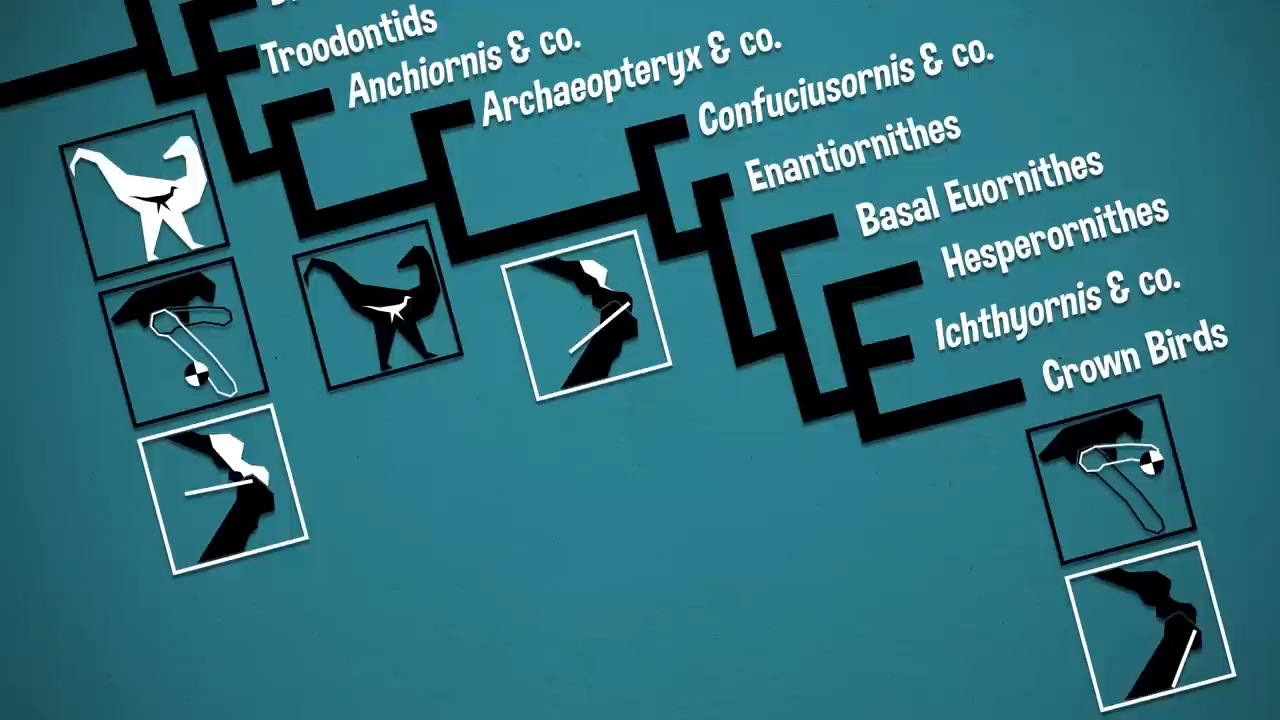 Troodontids
Anchiornis & co.
Archaeopteryx & co.
Confuciusornis & co.
Enantiornithes
Basal Euornithes
Hesperornithes
Ichthyornis & co.
Crown Birds